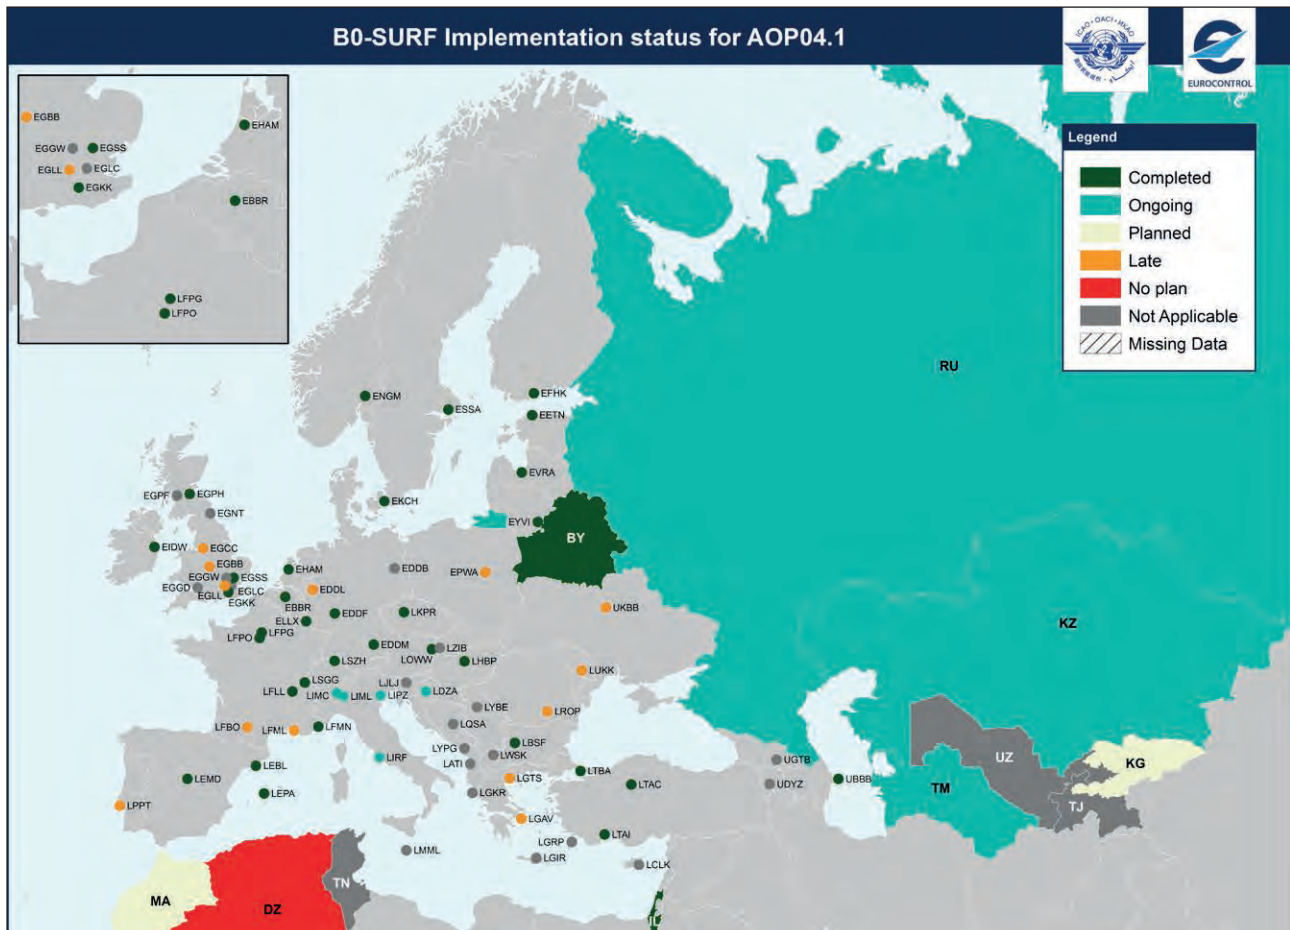 B0-SURF Implementation status for AOP04.1
ICAO · OACI · ИКАО
EUROCONTROL
Legend
Completed
Ongoing
Planned
Late
No plan
Not Applicable
Missing Data
EGBB
EHAM
EGGW
EGSS
EGLL
EGLC
EGKK
EBBR
LFPG
LFPO
RU
ENGM
ESSA
EFHK
EETN
EVRA
EGPF
EGPH
EGNT
EKCH
EYVI
BY
EIDW
EGCC
EGBB
EGGW
EGSS
EGGD
EGLC
EGLL
EGKK
EHAM
EDDB
EPWA
EDDL
EBBR
UKBB
ELLX
EDDF
LKPR
KZ
LFPG
LFPO
EDDM
LZIB
LOWW
LSZH
LHBP
LUKK
LSGG
LJLJ
LFLL
LIMC
LIML
LIPZ
LDZA
LYBE
LROP
LQSA
LFBO
LFML
LFMN
LBSF
LYPG
LWSK
LIRF
LATI
UZ
UGTB
KG
LEBL
LTBA
LEMD
LGTS
LTAC
UDYZ
UBBB
TM
LEPA
LGKR
LPPT
TJ
LGAV
LTAI
LGRP
LMML
LGIR
LCLK
TN
MA
DZ
IL